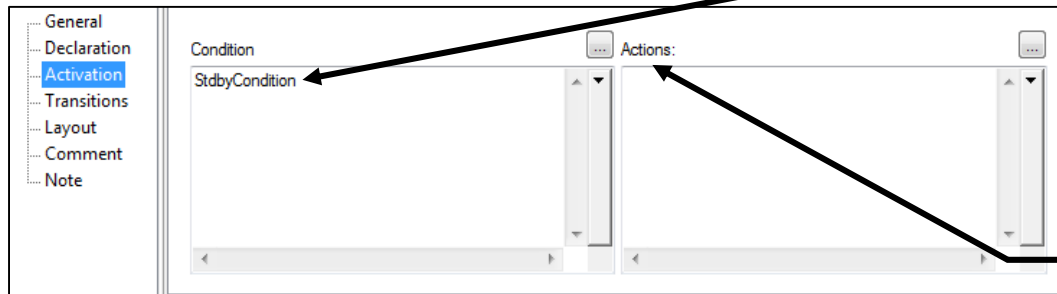 General
Declaration
Activation
Transitions
Layout
Comment
Note
Condition
...
Actions:
...
StdbyCondition